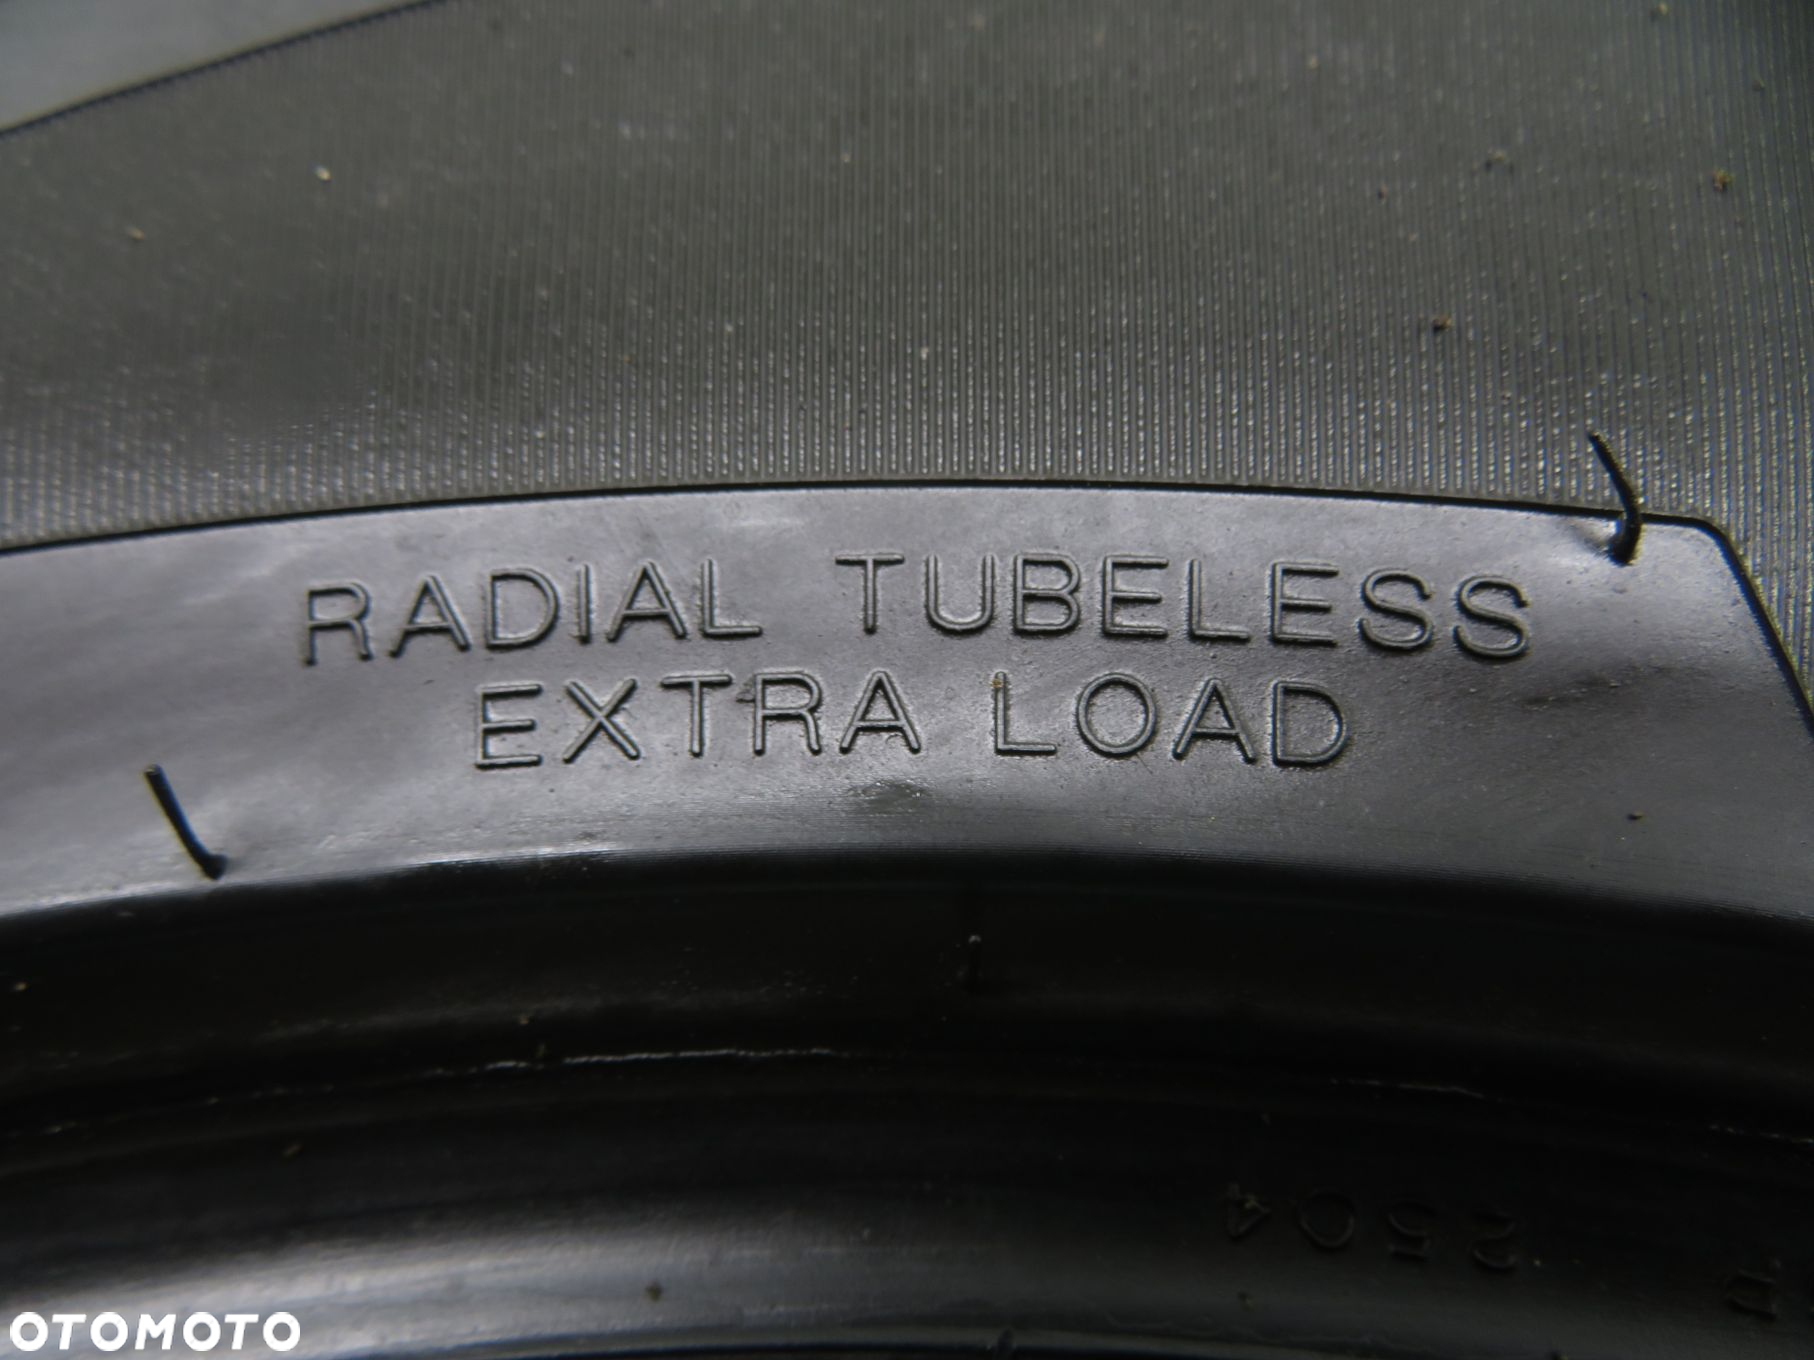 RADIAL TUBELESS
EXTRA LOAD
2504
OTOMOTO